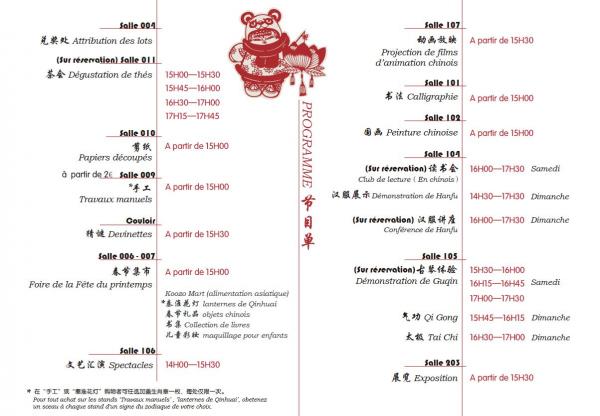 Salle 004
兑奖处 Attribution des lots
(Sur réservation) Salle 011
茶会 Dégustation de thés
15H00—15H30
15H45—16H00
16H30—17H00
17H15—17H45
Salle 010
剪纸 A partir de 15H00
Papiers découpés
à partir de 2€ Salle 009
*手工 A partir de 15H00
Travaux manuels
Couloir
猜谜 Devinettes A partir de 15H30
Salle 006 - 007
春节集市 A partir de 15H00
Foire de la Fête du printemps
Koozo Mart (alimentation asiatique)
*秦淮花灯 lanternes de Qinhuai
春节礼品 objets chinois
书集 Collection de livres
儿童彩妆 maquillage pour enfants
Salle 106
文艺汇演 Spectacles 14H00—15H30
PROGRAMME 节目单
Salle 107
动画放映 A partir de 15H30
Projection de films
d'animation chinois
Salle 101
书法 Calligraphie A partir de 15H00
Salle 102
国画 Peinture chinoise A partir de 15H00
Salle 104
(Sur réservation) 读书会 16H00—17H30 Samedi
Club de lecture ( En chinois )
汉服展示 Démonstration de Hanfu 14H30—17H30 Dimanche
(Sur réservation) 汉服讲座 16H00—17H30 Dimanche
Conférence de Hanfu
Salle 105
(Sur réservation) 古琴体验 15H30—16H00
Démonstration de Guqin 16H15—16H45 Samedi
17H00—17H30
气功 Qi Gong 15H45—16H15 Dimanche
太极 Tai Chi 16H30—17H00 Dimanche
Salle 203
展览 Exposition A partir de 15H30
* 在 "手工" 或 "秦淮花灯" 购物者可任选加盖生肖章一枚，每处仅限一次。
Pour tout achat sur les stands 'Travaux manuels' , 'lanternes de Qinhuai', obetenez
un sceau à chaque stand d'un signe du zodiaque de votre choix.